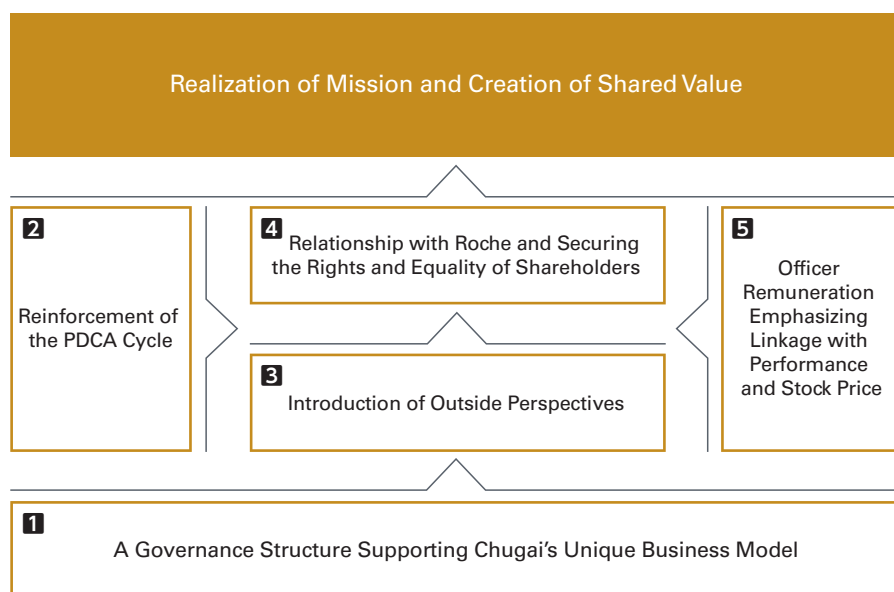 Realization of Mission and Creation of Shared Value
2
Reinforcement of
the PDCA Cycle
4
Relationship with Roche and Securing
the Rights and Equality of Shareholders
3
Introduction of Outside Perspectives
5
Officer
Remuneration
Emphasizing
Linkage with
Performance
and Stock Price
1
A Governance Structure Supporting Chugai’s Unique Business Model